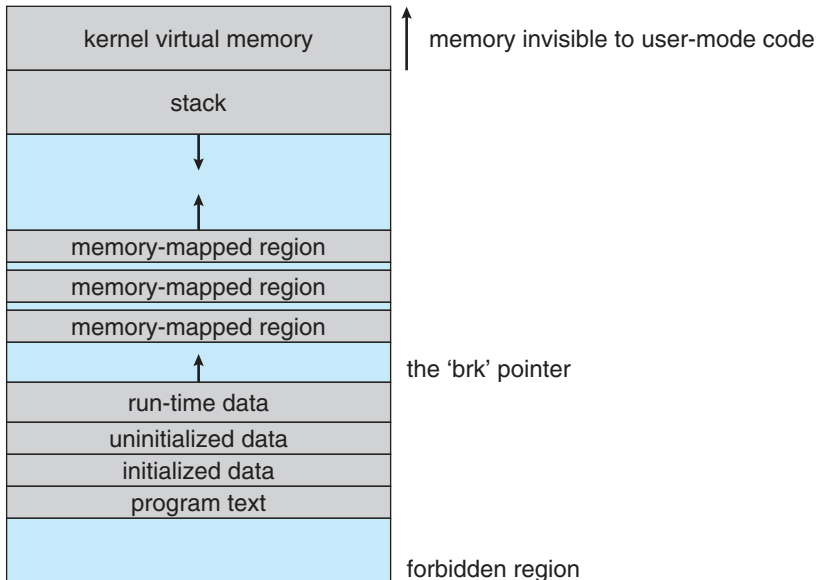 kernel virtual memory
memory invisible to user-mode code
stack
memory-mapped region
memory-mapped region
memory-mapped region
the ‘brk’ pointer
run-time data
uninitialized data
initialized data
program text
forbidden region